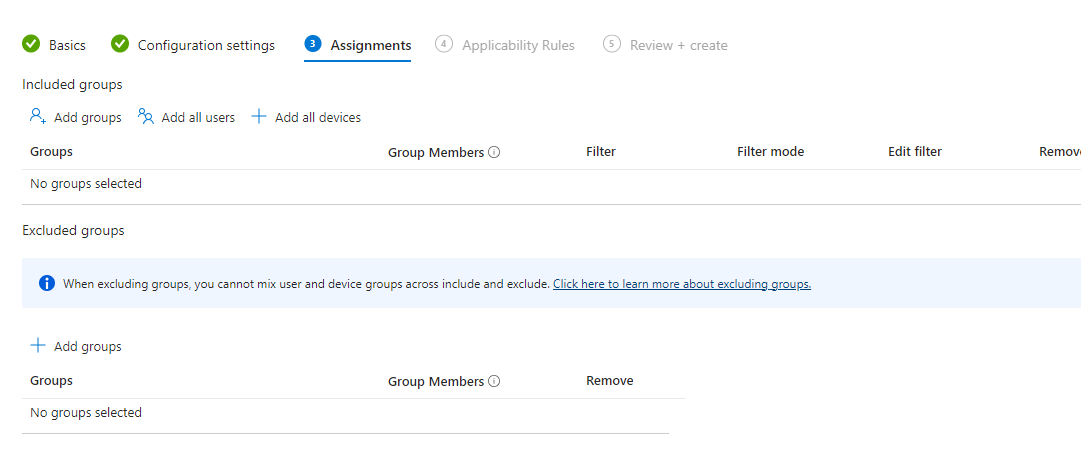 Basics Configuration settings 3 Assignments 4 Applicability Rules 5 Review + create
Included groups
Add groups Add all users Add all devices
Groups Group Members Filter Filter mode Edit filter Remov
No groups selected
Excluded groups
When excluding groups, you cannot mix user and device groups across include and exclude. Click here to learn more about excluding groups.
Add groups
Groups Group Members Remove
No groups selected